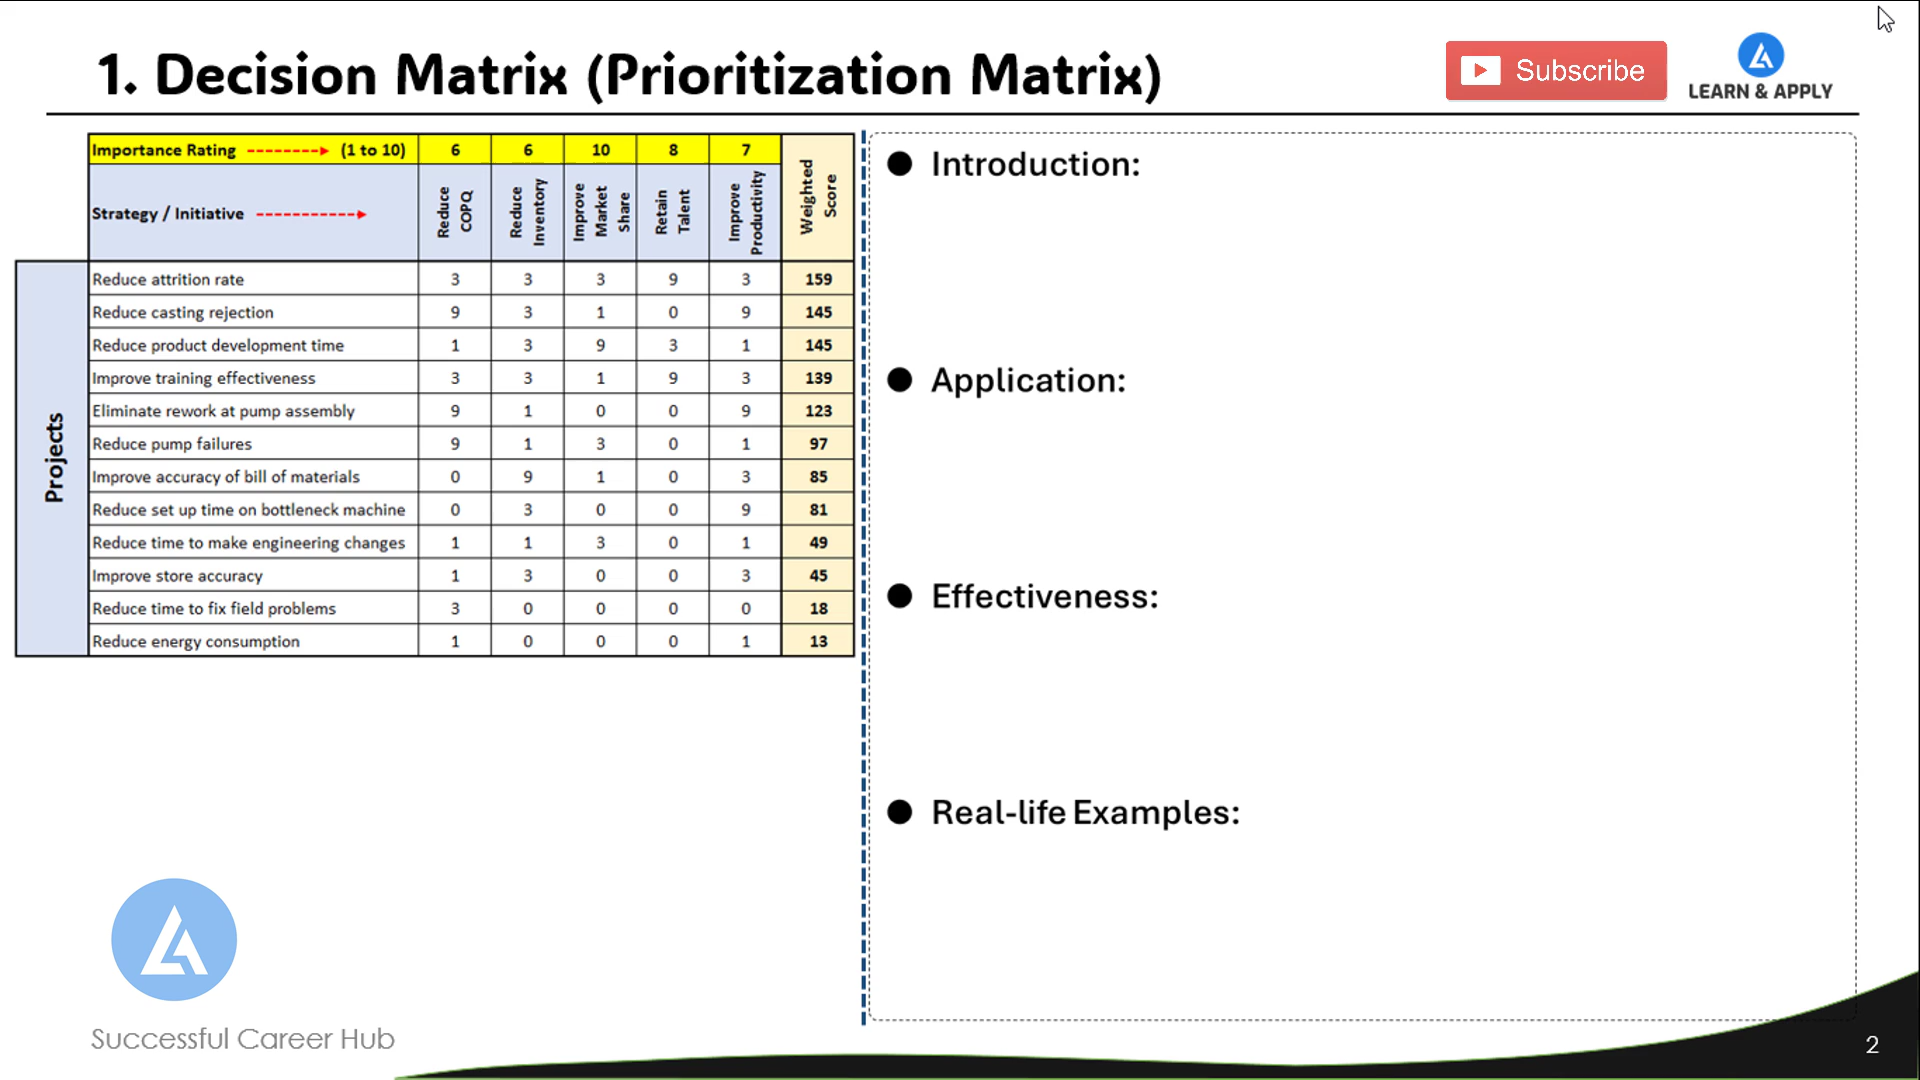 1. Decision Matrix (Prioritization Matrix)
Subscribe
LEARN & APPLY
Importance Rating (1 to 10) 6 6 10 8 7 Weighted Score
Strategy / Initiative Reduce COPQ Reduce Inventory Improve Market Share Retain Talent Improve Productivity
Projects
Reduce attrition rate 3 3 3 9 3 159
Reduce casting rejection 9 3 1 0 9 145
Reduce product development time 1 3 9 3 1 145
Improve training effectiveness 3 3 1 9 3 139
Eliminate rework at pump assembly 9 1 0 0 9 123
Reduce pump failures 9 1 3 0 1 97
Improve accuracy of bill of materials 0 9 1 0 3 85
Reduce set up time on bottleneck machine 0 3 0 0 9 81
Reduce time to make engineering changes 1 1 3 0 1 49
Improve store accuracy 1 3 0 0 3 45
Reduce time to fix field problems 3 0 0 0 0 18
Reduce energy consumption 1 0 0 0 1 13
Introduction:
Application:
Effectiveness:
Real-life Examples:
Successful Career Hub
2